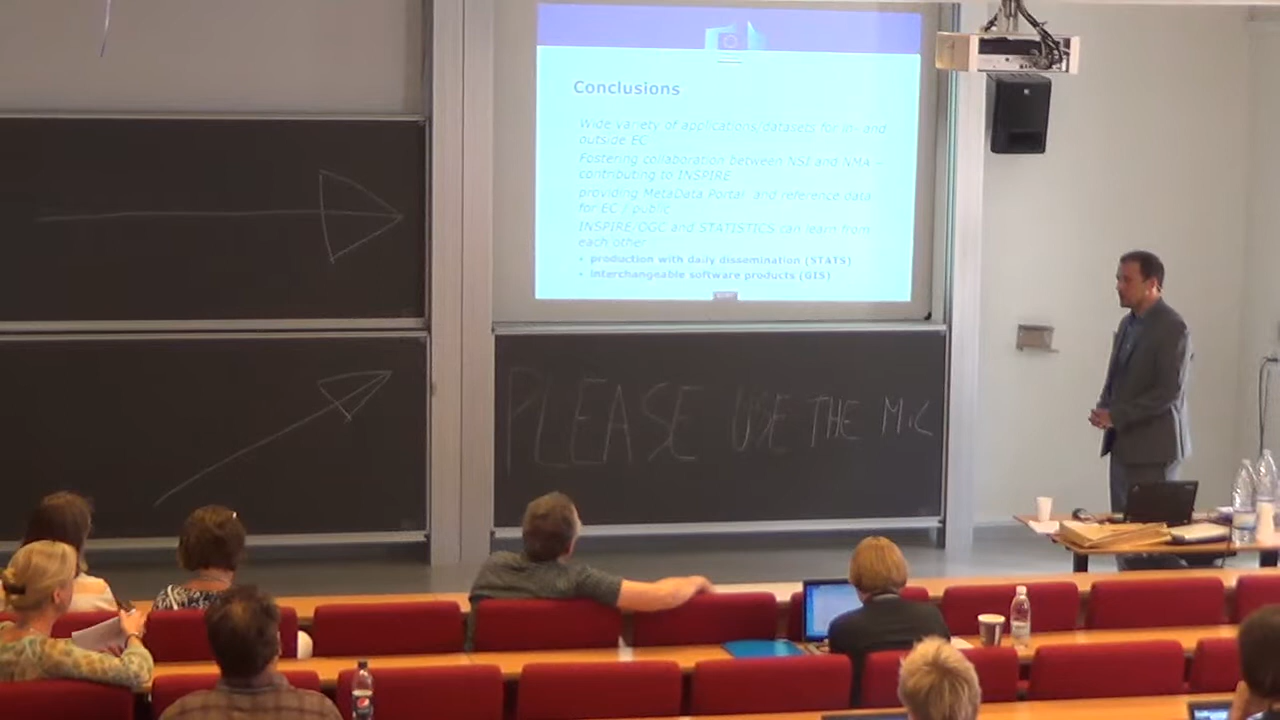 Conclusions
Wide variety of applications/datasets for in- and
outside EC
Fostering collaboration between NSI and NMA –
contributing to INSPIRE
providing MetaData Portal and reference data
for EC / public
INSPIRE/OGC and STATISTICS can learn from
each other
• production with daily dissemination (STATS)
• interchangeable software products (GIS)
PLEASE USE THE MIC